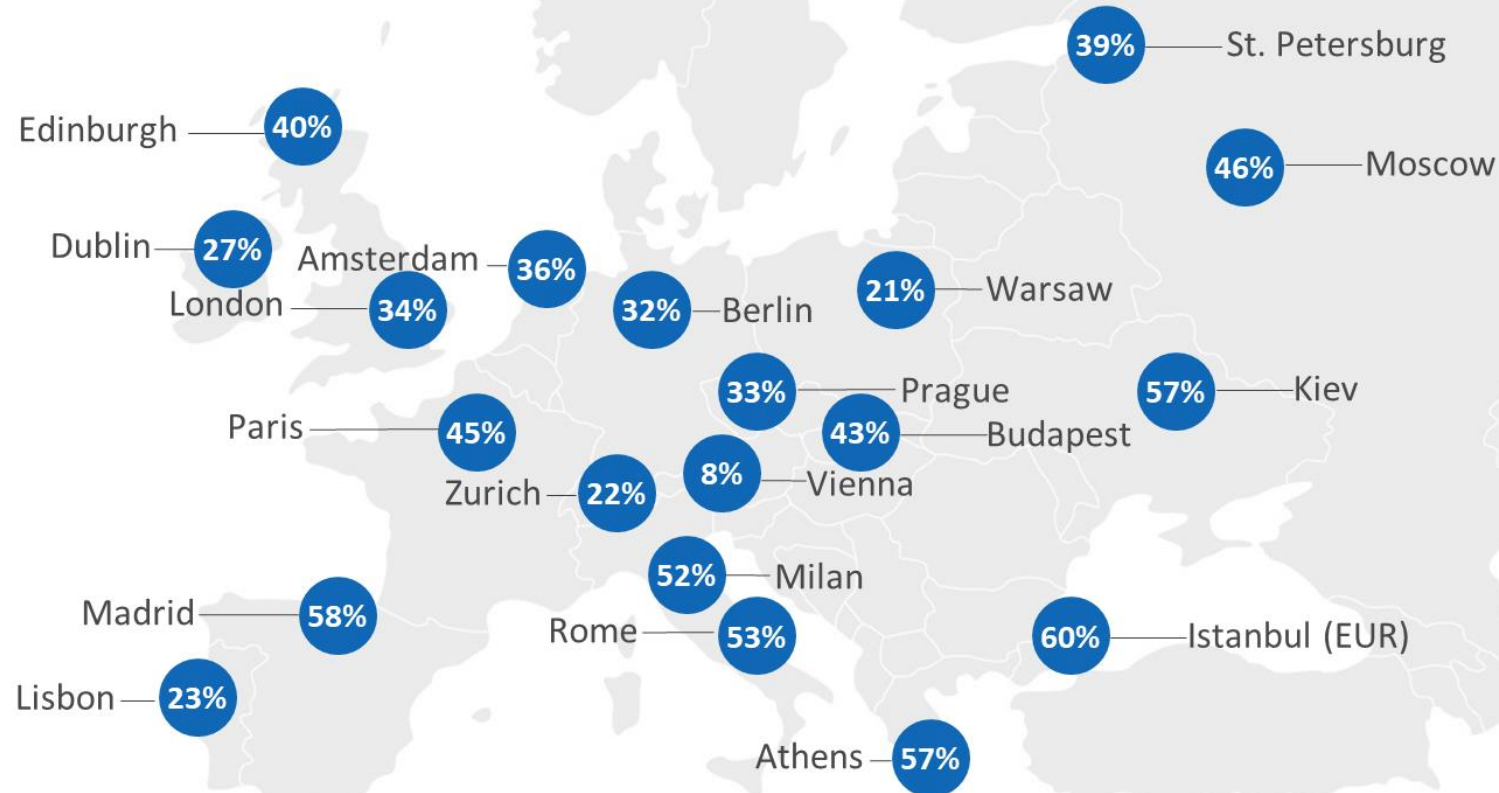 39% St. Petersburg
Edinburgh 40%
46% Moscow
Dublin 27%
Amsterdam 36%
21% Warsaw
London 34%
32% Berlin
33% Prague
57% Kiev
Paris 45%
43% Budapest
8% Vienna
Zurich 22%
52% Milan
Madrid 58%
Rome 53%
60% Istanbul (EUR)
Lisbon 23%
Athens 57%